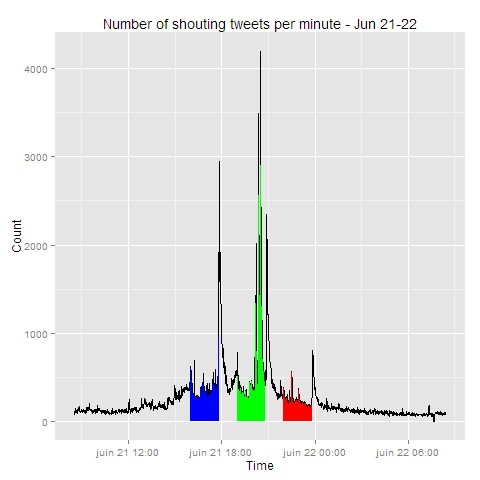 Number of shouting tweets per minute - Jun 21-22
Count
4000
3000
2000
1000
0
juin 21 12:00
juin 21 18:00
juin 22 00:00
juin 22 06:00
Time